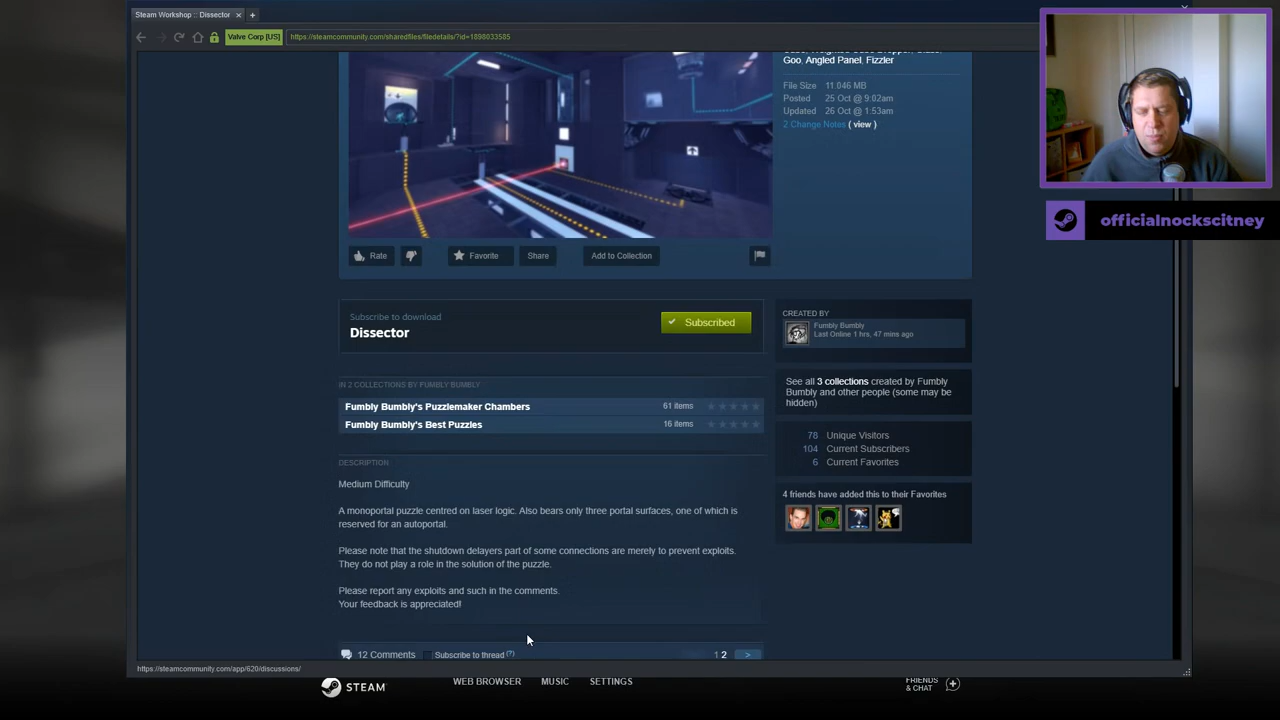 Steam Workshop :: Dissector
Valve Corp [US]
https://steamcommunity.com/sharedfiles/filedetails/?id=1898033585
Goo, Angled Panel, Fizzler
File Size 11.046 MB
Posted 25 Oct @ 9:02am
Updated 26 Oct @ 1:53am
2 Change Notes ( view )
officialnockscitney
Rate Favorite Share Add to Collection
Subscribe to download
Dissector
Subscribed
CREATED BY
Fumbly Bumbly
Last Online 1 hrs, 47 mins ago
IN 2 COLLECTIONS BY FUMBLY BUMBLY
Fumbly Bumbly's Puzzlemaker Chambers 61 items
Fumbly Bumbly's Best Puzzles 16 items
See all 3 collections created by Fumbly
Bumbly and other people (some may be
hidden)
78 Unique Visitors
104 Current Subscribers
6 Current Favorites
DESCRIPTION
Medium Difficulty
A monoportal puzzle centred on laser logic. Also bears only three portal surfaces, one of which is
reserved for an autoportal.
Please note that the shutdown delayers part of some connections are merely to prevent exploits.
They do not play a role in the solution of the puzzle.
Please report any exploits and such in the comments.
Your feedback is appreciated!
4 friends have added this to their Favorites
12 Comments Subscribe to thread (?) 1 2 >
https://steamcommunity.com/app/620/discussions/
STEAM
WEB BROWSER MUSIC SETTINGS
FRIENDS
& CHAT